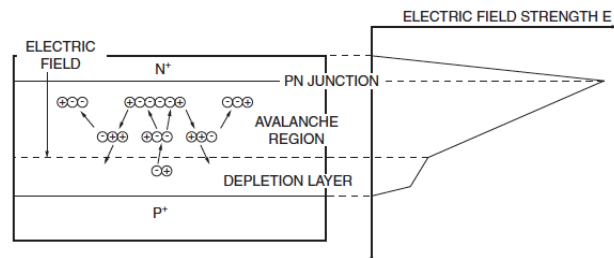 ELECTRIC FIELD STRENGTH E
ELECTRIC
FIELD
N+
PN JUNCTION
⊕⊖⊖ ⊕⊖⊖⊖⊖⊕ ⊖⊖⊕
AVALANCHE
REGION
⊖⊕⊕ ⊕⊖⊖ ⊕⊕⊖
⊖⊕
DEPLETION LAYER
P+